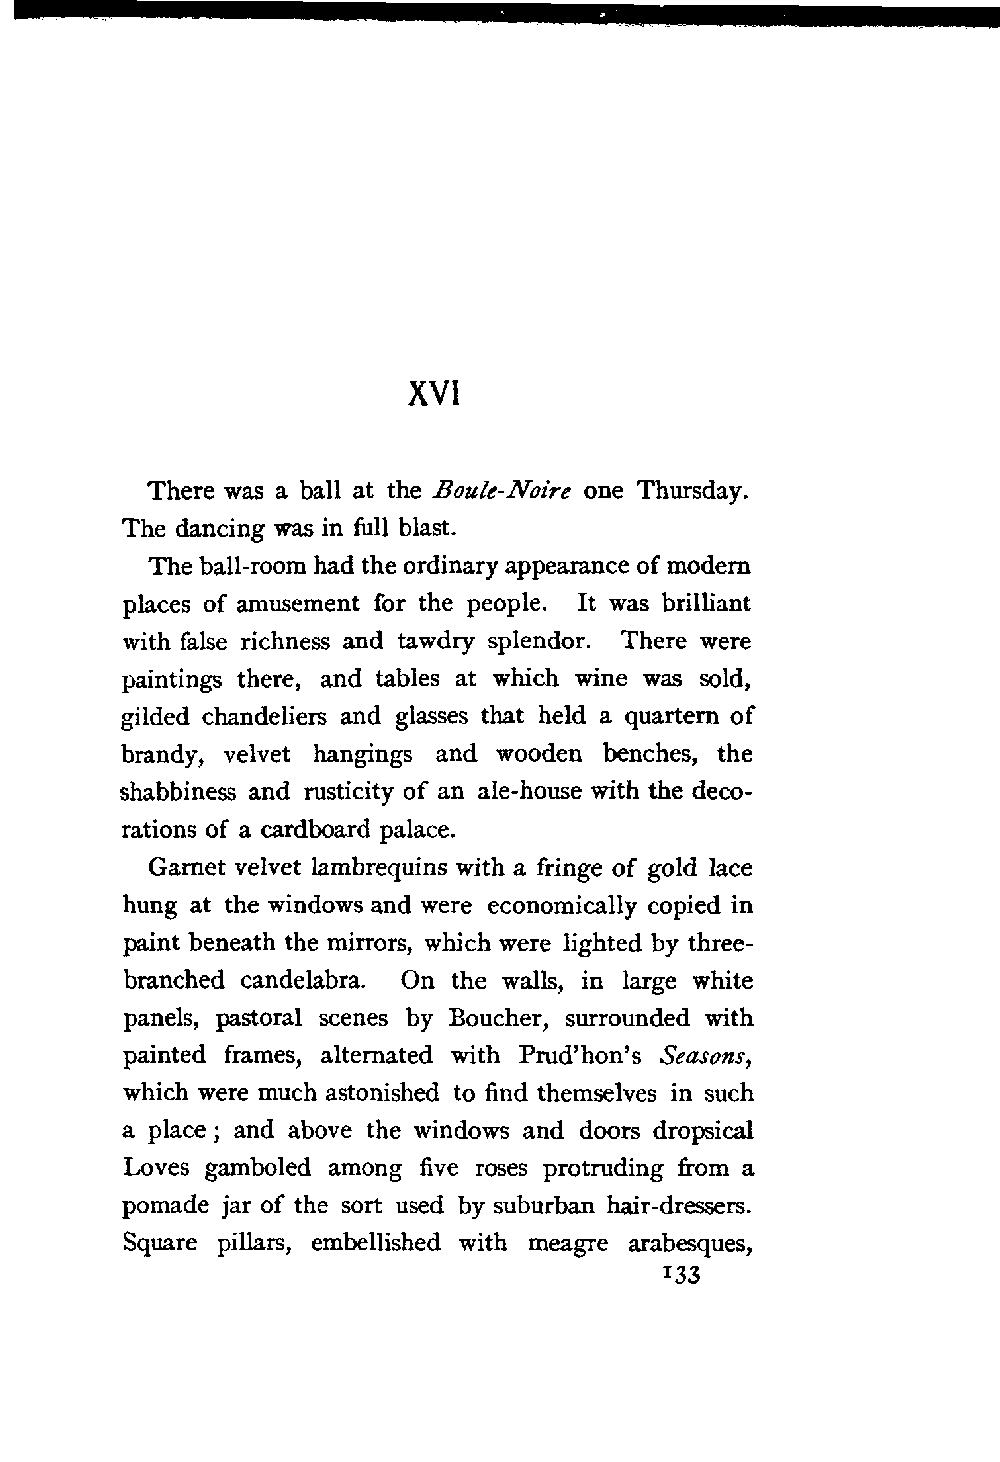 XVI
There was a ball at the Boule-Noire one Thursday.
The dancing was in full blast.
The ball-room had the ordinary appearance of modern
places of amusement for the people. It was brilliant
with false richness and tawdry splendor. There were
paintings there, and tables at which wine was sold,
gilded chandeliers and glasses that held a quartern of
brandy, velvet hangings and wooden benches, the
shabbiness and rusticity of an ale-house with the deco-
rations of a cardboard palace.
Garnet velvet lambrequins with a fringe of gold lace
hung at the windows and were economically copied in
paint beneath the mirrors, which were lighted by three-
branched candelabra. On the walls, in large white
panels, pastoral scenes by Boucher, surrounded with
painted frames, alternated with Prud'hon's Seasons,
which were much astonished to find themselves in such
a place; and above the windows and doors dropsical
Loves gamboled among five roses protruding from a
pomade jar of the sort used by suburban hair-dressers.
Square pillars, embellished with meagre arabesques,
133